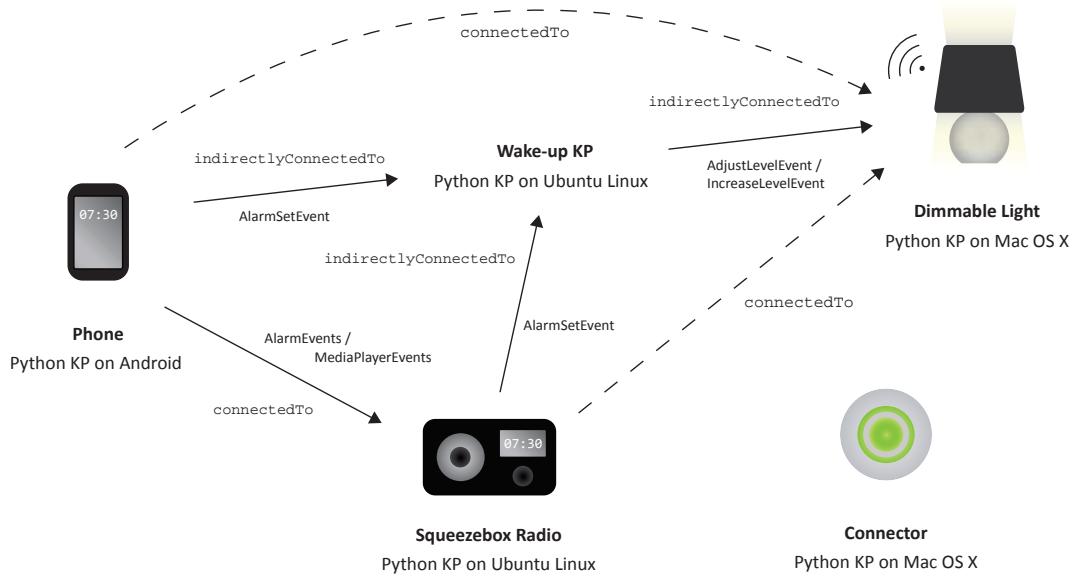 connectedTo
indirectlyConnectedTo
indirectlyConnectedTo
Wake-up KP
Python KP on Ubuntu Linux
AdjustLevelEvent /
IncreaseLevelEvent
07:30
AlarmSetEvent
Dimmable Light
Python KP on Mac OS X
indirectlyConnectedTo
connectedTo
Phone
Python KP on Android
AlarmEvents /
MediaPlayerEvents
AlarmSetEvent
connectedTo
07:30
Squeezebox Radio
Python KP on Ubuntu Linux
Connector
Python KP on Mac OS X